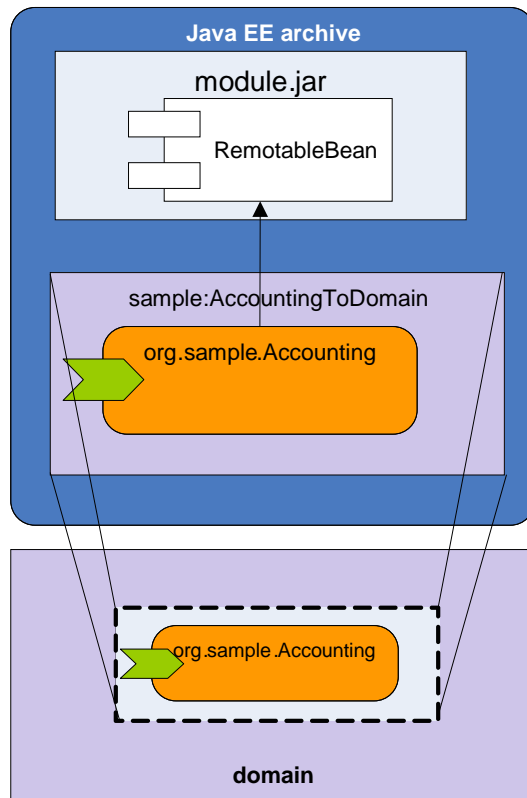 Java EE archive
module.jar
RemotableBean
sample:AccountingToDomain
org.sample.Accounting
org.sample.Accounting
domain